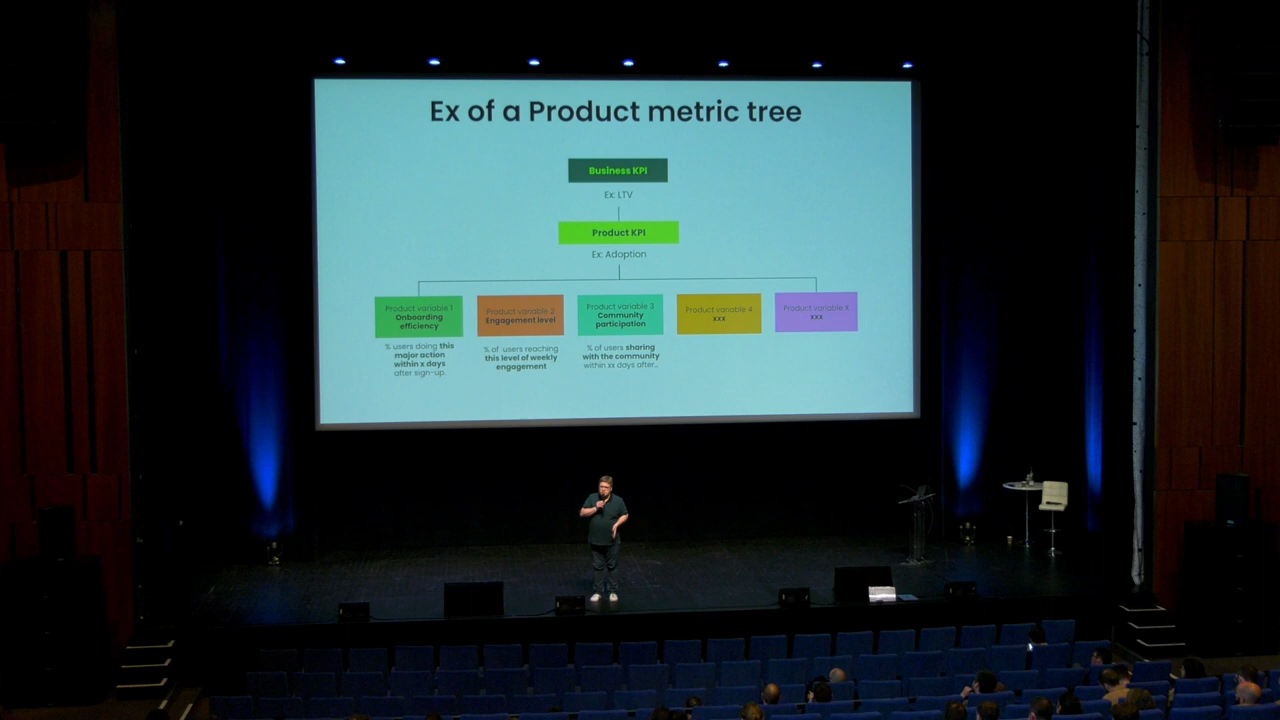 Ex of a Product metric tree
Business KPI
Ex: LTV
Product KPI
Ex: Adoption
Product variable 1
Onboarding
efficiency
% users doing this
major action
within x days
after sign-up.
Product variable 2
Engagement level
% of users reaching
this level of weekly
engagement
Product variable 3
Community
participation
% of users sharing
with the community
within xx days after...
Product variable 4
xxx
Product variable X
xxx